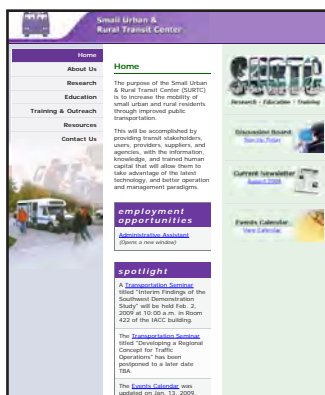 Small Urban &
Rural Transit Center
Home
About Us
Research
Education
Training & Outreach
Resources
Contact Us
Home
The purpose of the Small Urban
& Rural Transit Center (SURTC)
is to increase the mobility of
small urban and rural residents
through improved public
transportation.
This will be accomplished by
providing transit stakeholders,
users, providers, suppliers, and
agencies, with the information,
knowledge, and trained human
capital that will allow them to
take advantage of the latest
technology, and better operation
and management paradigms.
employment
opportunities
Administrative Assistant
(Opens a new window)
spotlight
A Transportation Seminar
titled "Interim Findings of the
Southwest Demonstration
Study" will be held Feb. 2,
2009 at 10:00 a.m. in Room
422 of the IACC building.
The Transportation Seminar
titled "Developing a Regional
Concept for Traffic
Operations" has been
postponed to a later date
TBA.
The Events Calendar was
updated on Jan. 13, 2009.
SURTC
Research - Education - Training
Discussion Board
Sign Up Today
Current Newsletter
August 2008
Events Calendar
View Calendar